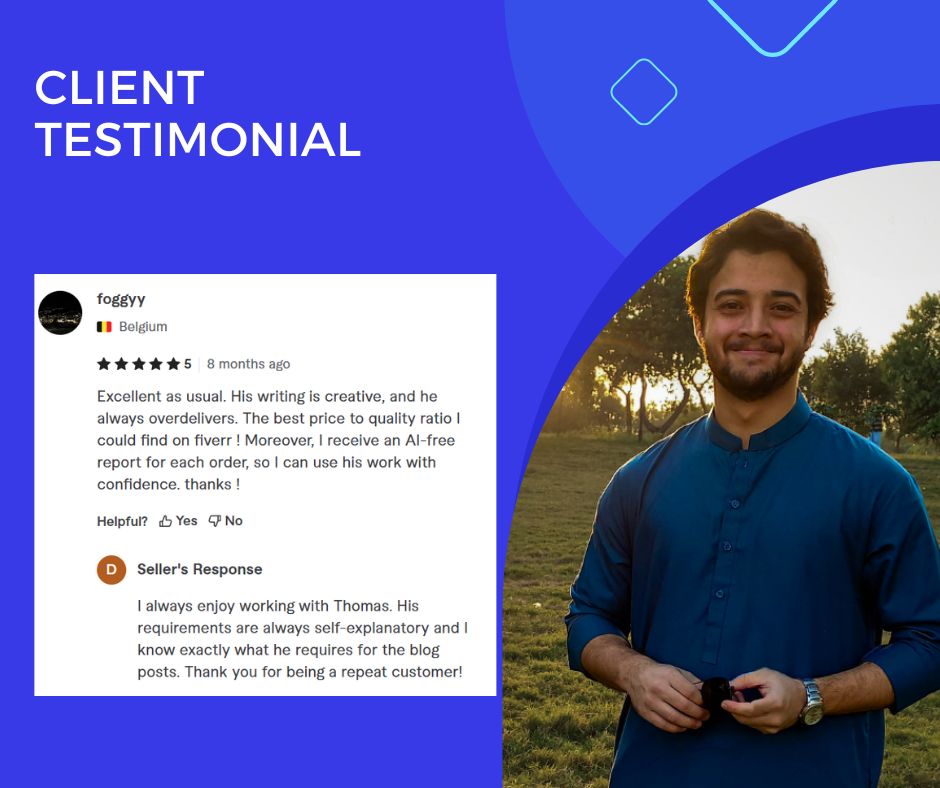 CLIENT
TESTIMONIAL
foggyy
Belgium
5 8 months ago
Excellent as usual. His writing is creative, and he
always overdelivers. The best price to quality ratio I
could find on fiverr ! Moreover, I receive an AI-free
report for each order, so I can use his work with
confidence. thanks !
Helpful? Yes No
D Seller's Response
I always enjoy working with Thomas. His
requirements are always self-explanatory and I
know exactly what he requires for the blog
posts. Thank you for being a repeat customer!